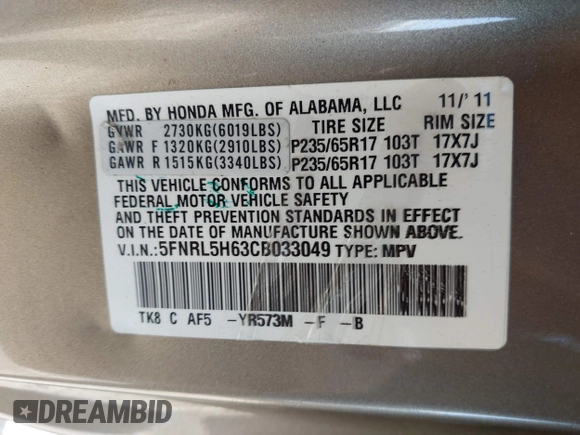 MFD. BY HONDA MFG. OF ALABAMA, LLC 11/'11
GVWR 2730KG(6019LBS) TIRE SIZE RIM SIZE
GAWR F 1320KG(2910LBS) P235/65R17 103T 17X7J
GAWR R 1515KG(3340LBS) P235/65R17 103T 17X7J
THIS VEHICLE CONFORMS TO ALL APPLICABLE
FEDERAL MOTOR VEHICLE SAFETY
AND THEFT PREVENTION STANDARDS IN EFFECT
ON THE DATE OF MANUFACTURE SHOWN ABOVE.
V.I.N.:5FNRL5H63CB033049 TYPE: MPV
TK8 C AF5 -YR573M -F -B
DREAMBID